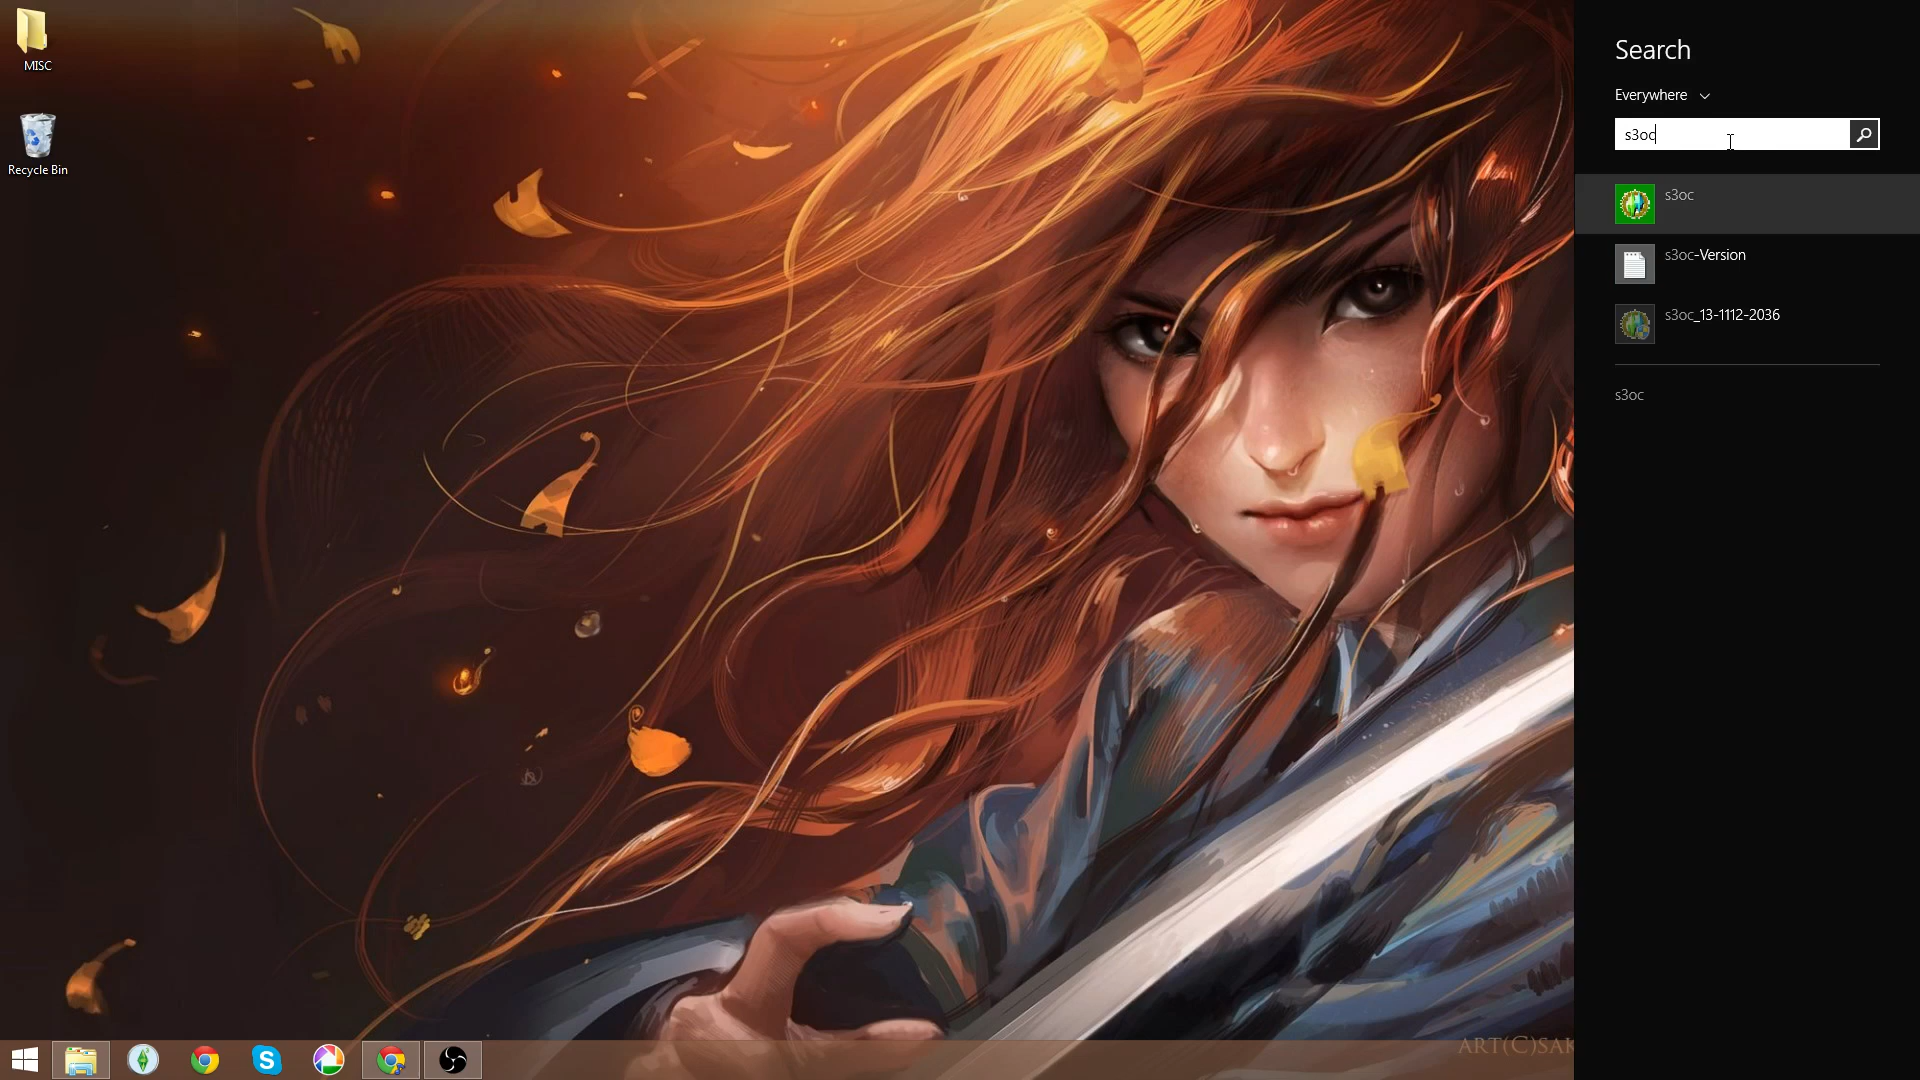 MISC
Recycle Bin
Search
Everywhere
s3oc
s3oc
s3oc-Version
s3oc_13-1112-2036
s3oc
ART(C)SAK